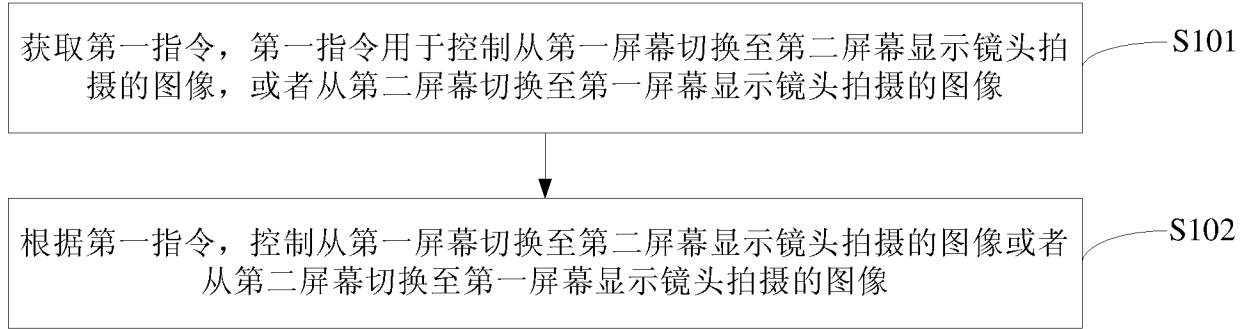 获取第一指令，第一指令用于控制从第一屏幕切换至第二屏幕显示镜头拍
摄的图像，或者从第二屏幕切换至第一屏幕显示镜头拍摄的图像
S101
根据第一指令，控制从第一屏幕切换至第二屏幕显示镜头拍摄的图像或者
从第二屏幕切换至第一屏幕显示镜头拍摄的图像
S102